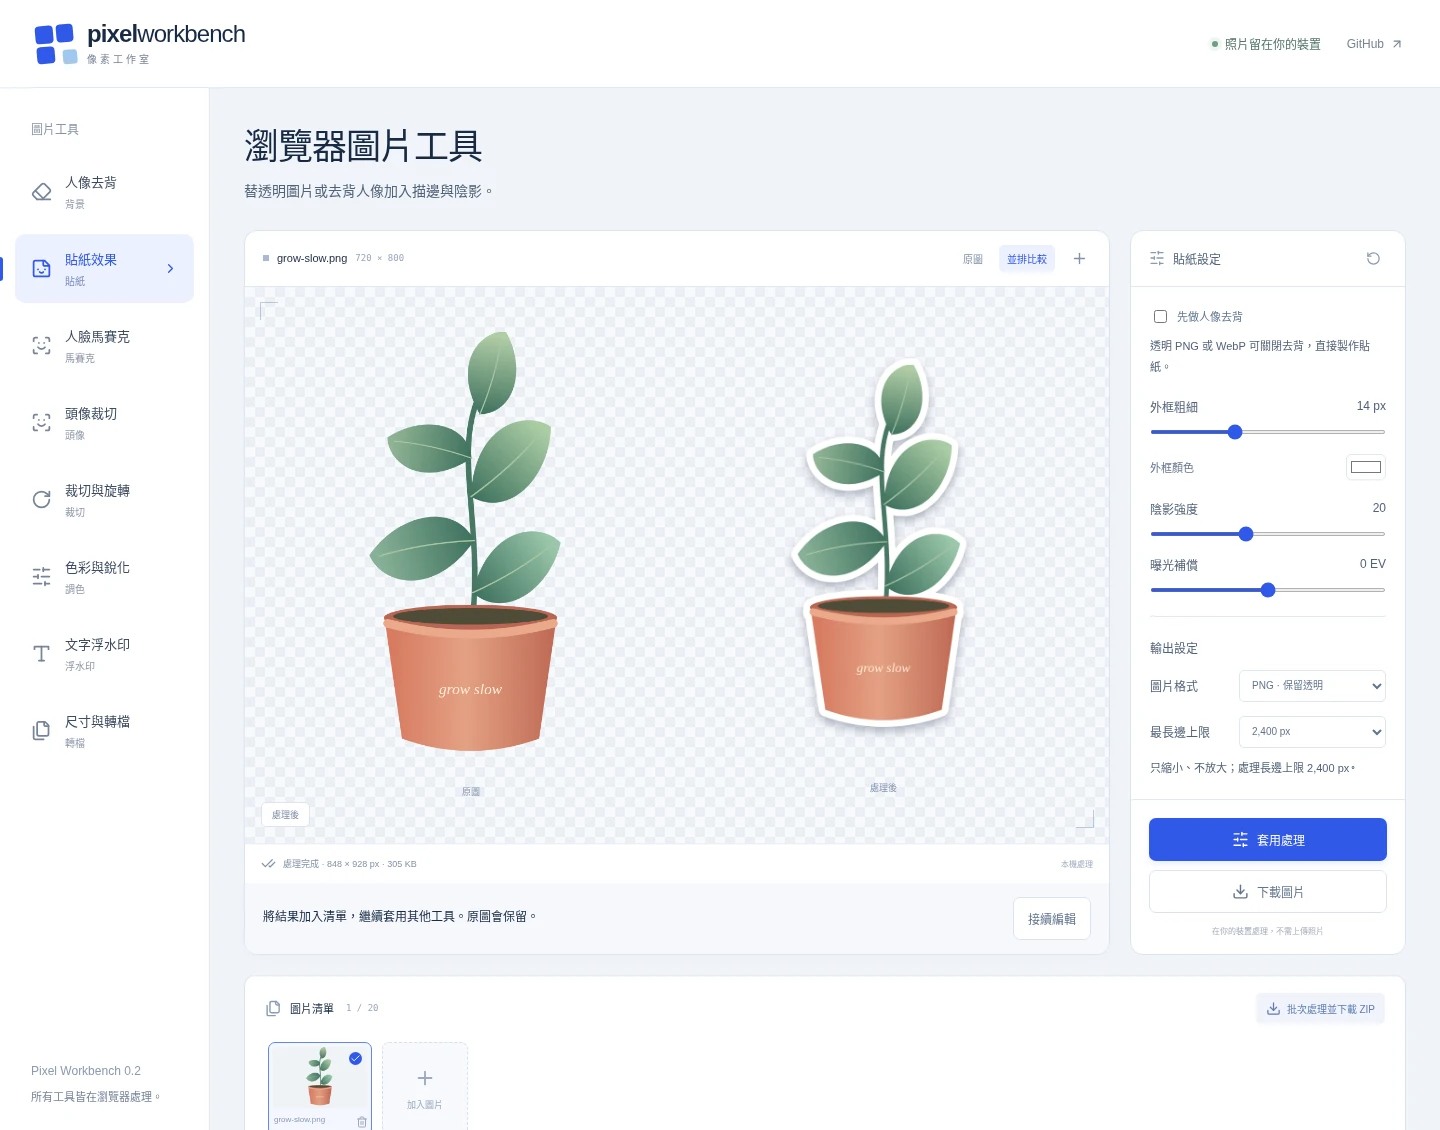 pixelworkbench
像素工作室
照片留在你的裝置
GitHub
圖片工具
人像去背
背景
貼紙效果
貼紙
人臉馬賽克
馬賽克
頭像裁切
頭像
裁切與旋轉
裁切
色彩與銳化
調色
文字浮水印
浮水印
尺寸與轉檔
轉檔
Pixel Workbench 0.2
所有工具皆在瀏覽器處理。
瀏覽器圖片工具
替透明圖片或去背人像加入描邊與陰影。
grow-slow.png 720 × 800
原圖
並排比較
grow slow
grow slow
原圖
處理後
處理後
處理完成 · 848 × 928 px · 305 KB
本機處理
將結果加入清單，繼續套用其他工具。原圖會保留。
接續編輯
貼紙設定
先做人像去背
透明 PNG 或 WebP 可關閉去背，直接製作貼
紙。
外框粗細 14 px
外框顏色
陰影強度 20
曝光補償 0 EV
輸出設定
圖片格式 PNG · 保留透明
最長邊上限 2,400 px
只縮小、不放大；處理長邊上限 2,400 px。
套用處理
下載圖片
在你的裝置處理，不需上傳照片
圖片清單 1 / 20
批次處理並下載 ZIP
grow slow
grow-slow.png
加入圖片